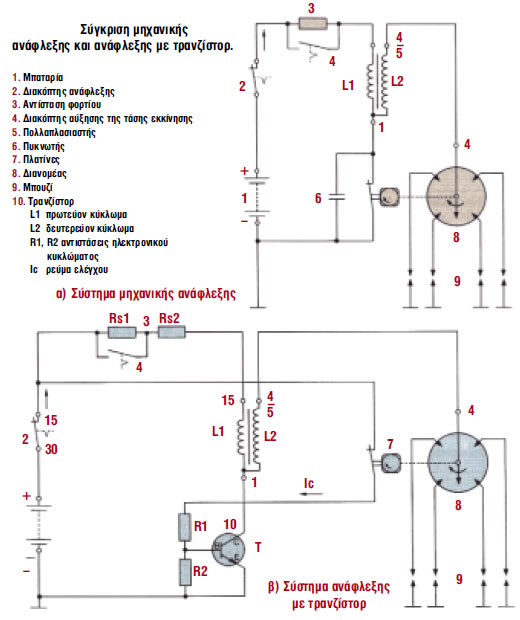 Σύγκριση μηχανικής
ανάφλεξης και ανάφλεξης με τρανζίστορ.
1. Μπαταρία
2. Διακόπτης ανάφλεξης
3. Αντίσταση φορτίου
4. Διακόπτης αύξησης της τάσης εκκίνησης
5. Πολλαπλασιαστής
6. Πυκνωτής
7. Πλατίνες
8. Διανομέας
9. Μπουζί
10. Τρανζίστορ
L1 πρωτεύον κύκλωμα
L2 δευτερεύον κύκλωμα
R1, R2 αντιστάσεις ηλεκτρονικού
κυκλώματος
Ic ρεύμα ελέγχου
α) Σύστημα μηχανικής ανάφλεξης
3
4
2
L1
4
5
L2
1
4
+
1
−
6
8
9
Rs1
3
Rs2
4
15
2
30
15
4
5
L1
L2
1
4
7
8
Ic
+
−
R1
10
R2
T
9
β) Σύστημα ανάφλεξης
με τρανζίστορ